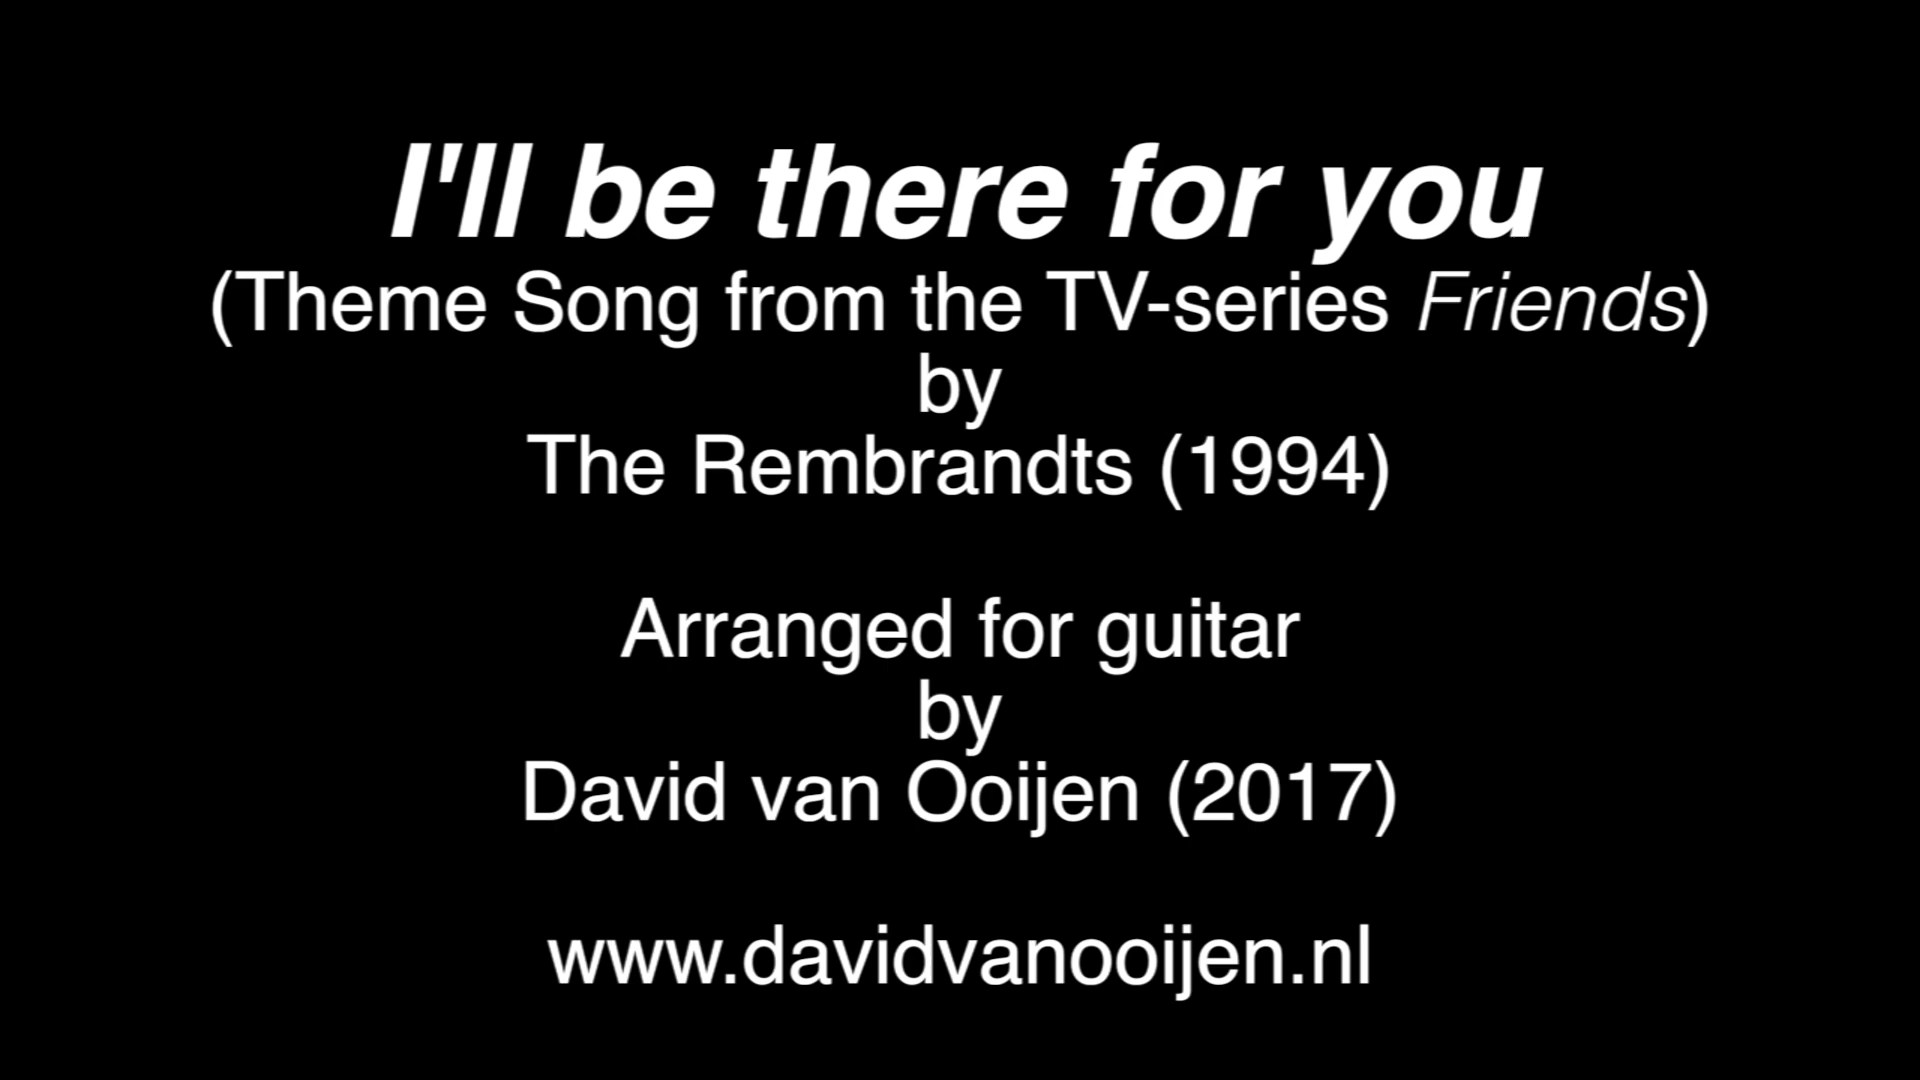 I'll be there for you
(Theme Song from the TV-series Friends)
by
The Rembrandts (1994)
Arranged for guitar
by
David van Ooijen (2017)
www.davidvanooijen.nl